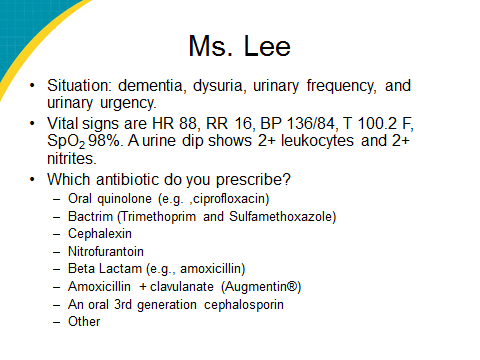 Ms. Lee
• Situation: dementia, dysuria, urinary frequency, and
urinary urgency.
• Vital signs are HR 88, RR 16, BP 136/84, T 100.2 F,
SpO2 98%. A urine dip shows 2+ leukocytes and 2+
nitrites.
• Which antibiotic do you prescribe?
– Oral quinolone (e.g. ,ciprofloxacin)
– Bactrim (Trimethoprim and Sulfamethoxazole)
– Cephalexin
– Nitrofurantoin
– Beta Lactam (e.g., amoxicillin)
– Amoxicillin + clavulanate (Augmentin®)
– An oral 3rd generation cephalosporin
– Other